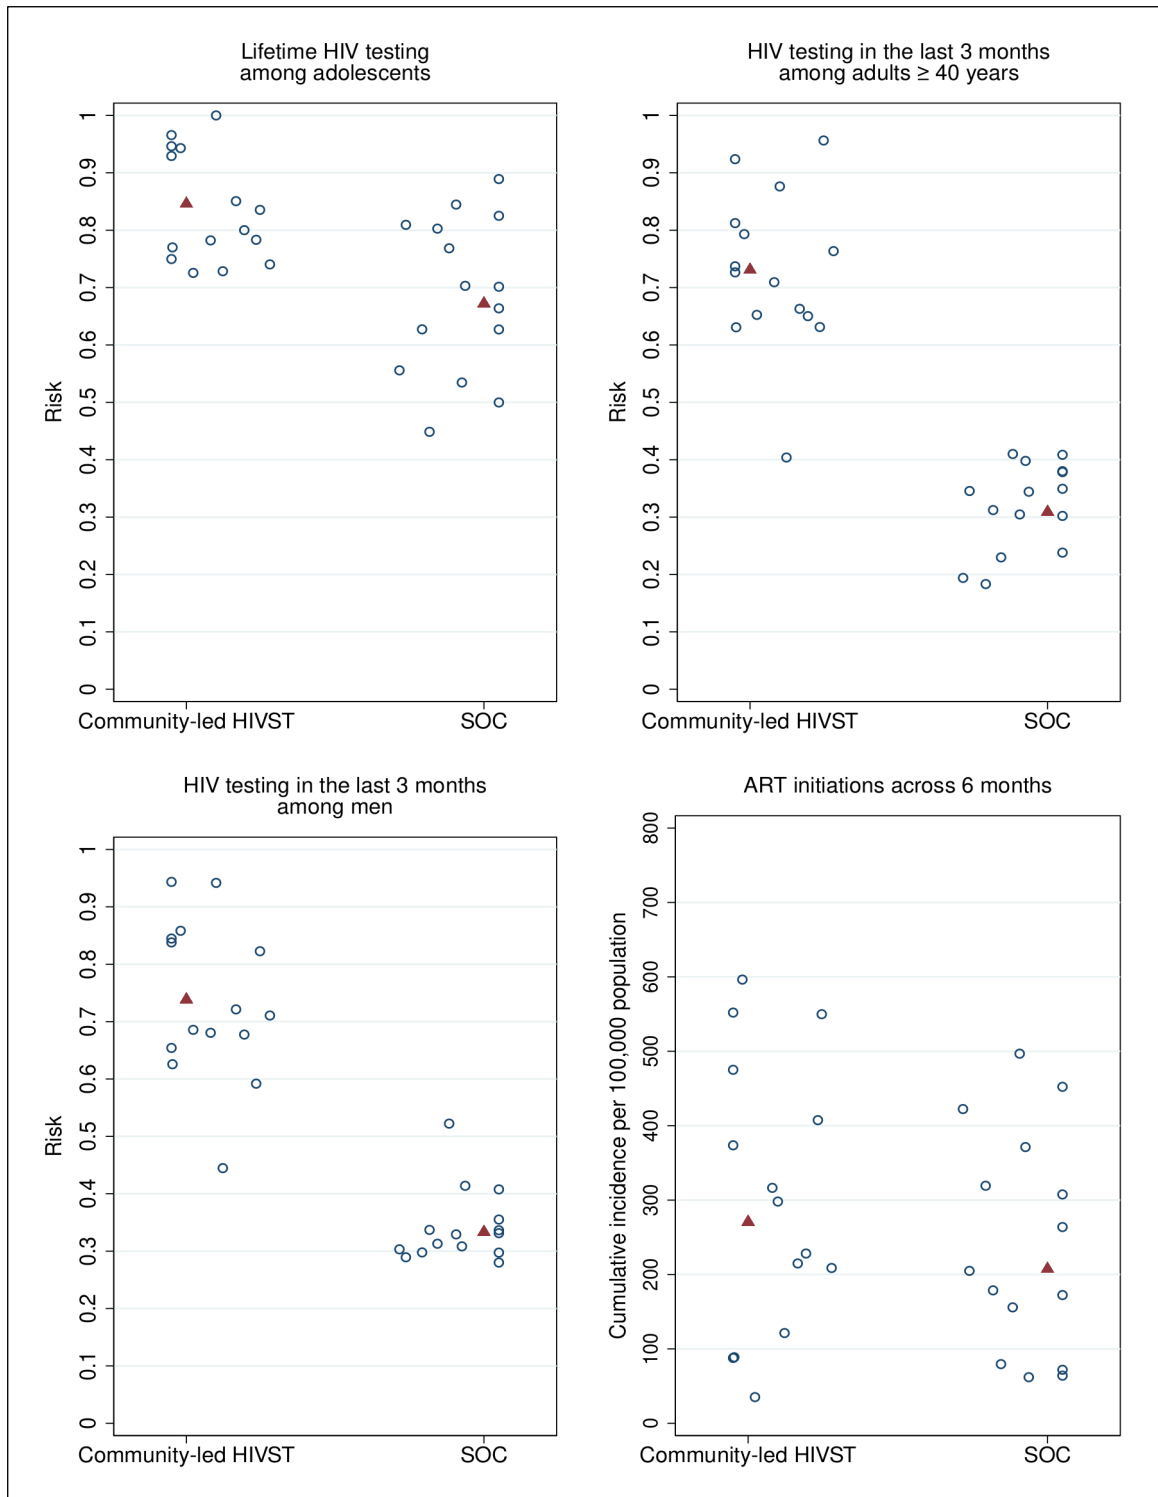 Lifetime HIV testing
among adolescents
Risk
1
0.9
0.8
0.7
0.6
0.5
0.4
0.3
0.2
0.1
0
Community-led HIVST SOC
HIV testing in the last 3 months
among adults ≥ 40 years
Risk
1
0.9
0.8
0.7
0.6
0.5
0.4
0.3
0.2
0.1
0
Community-led HIVST SOC
HIV testing in the last 3 months
among men
Risk
1
0.9
0.8
0.7
0.6
0.5
0.4
0.3
0.2
0.1
0
Community-led HIVST SOC
ART initiations across 6 months
Cumulative incidence per 100,000 population
800
700
600
500
400
300
200
100
0
Community-led HIVST SOC